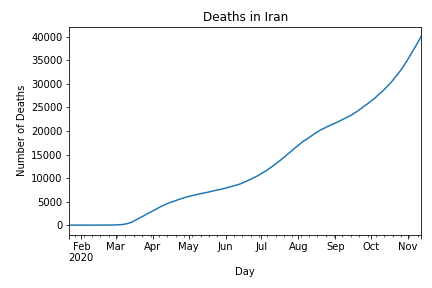 Deaths in Iran
Number of Deaths
40000
35000
30000
25000
20000
15000
10000
5000
0
Feb Mar Apr May Jun Jul Aug Sep Oct Nov
2020
Day